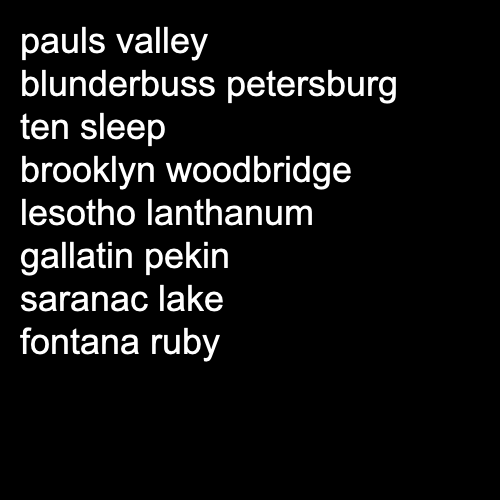 pauls valley
blunderbuss petersburg
ten sleep
brooklyn woodbridge
lesotho lanthanum
gallatin pekin
saranac lake
fontana ruby